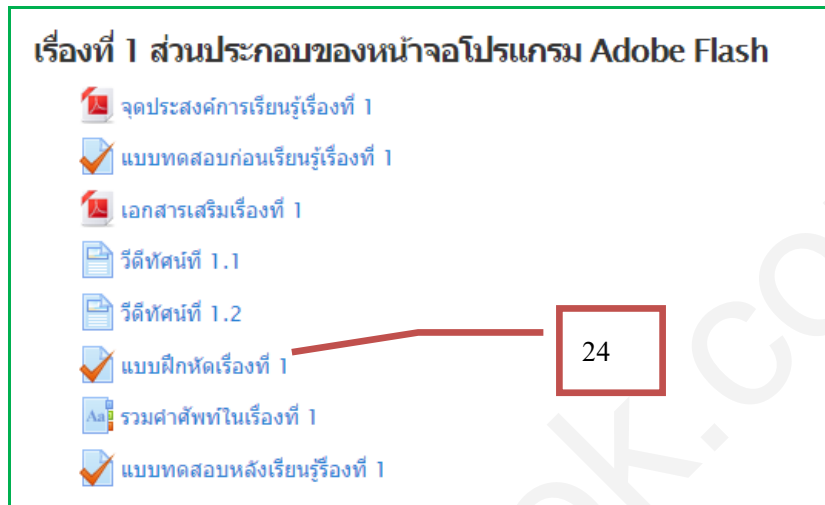 เรื่องที่ 1 ส่วนประกอบของหน้าจอโปรแกรม Adobe Flash
จุดประสงค์การเรียนรู้เรื่องที่ 1
แบบทดสอบก่อนเรียนรู้เรื่องที่ 1
เอกสารเสริมเรื่องที่ 1
วีดีทัศน์ที่ 1.1
วีดีทัศน์ที่ 1.2
แบบฝึกหัดเรื่องที่ 1
24
รวมคำศัพท์ในเรื่องที่ 1
แบบทดสอบหลังเรียนรู้รื่องที่ 1